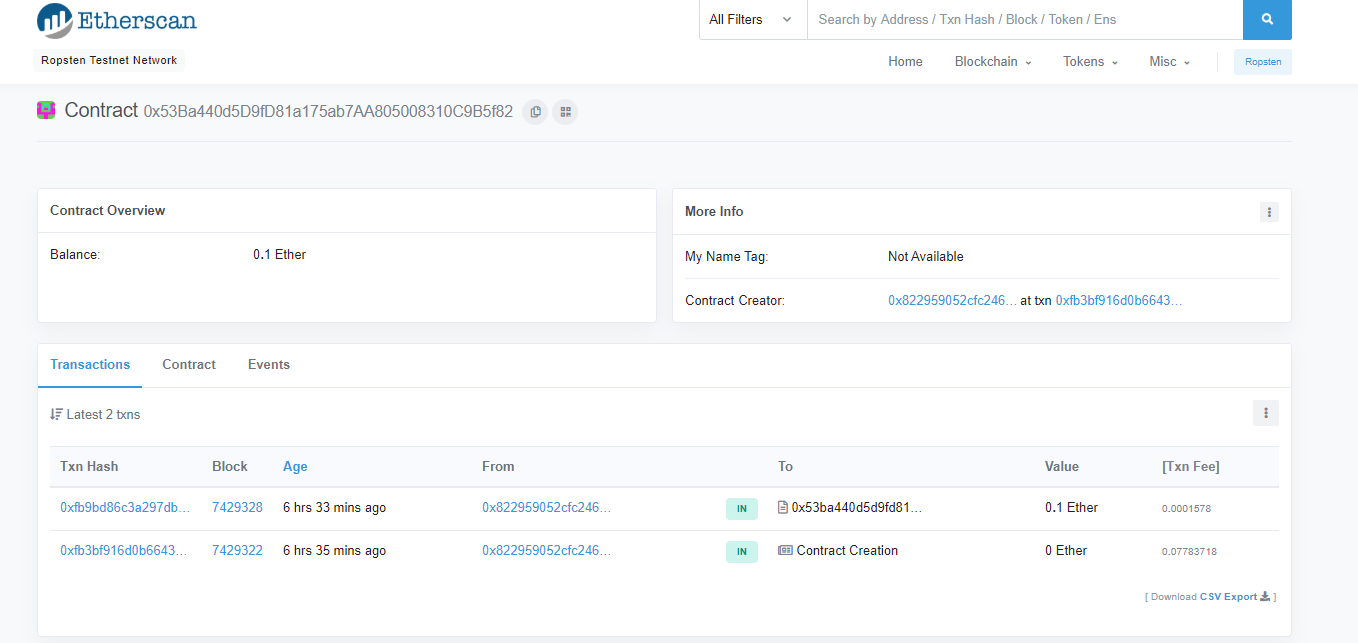 Etherscan
All Filters
Search by Address / Txn Hash / Block / Token / Ens
Ropsten Testnet Network
Home Blockchain Tokens Misc Ropsten
Contract 0x53Ba440d5D9fD81a175ab7AA805008310C9B5f82
Contract Overview
Balance: 0.1 Ether
More Info
My Name Tag: Not Available
Contract Creator: 0x822959052cfc246... at txn 0xfb3bf916d0b6643...
Transactions Contract Events
Latest 2 txns
Txn Hash Block Age From To Value [Txn Fee]
0xfb9bd86c3a297db... 7429328 6 hrs 33 mins ago 0x822959052cfc246... IN 0x53ba440d5d9fd81... 0.1 Ether 0.0001578
0xfb3bf916d0b6643... 7429322 6 hrs 35 mins ago 0x822959052cfc246... IN Contract Creation 0 Ether 0.07783718
[ Download CSV Export ]